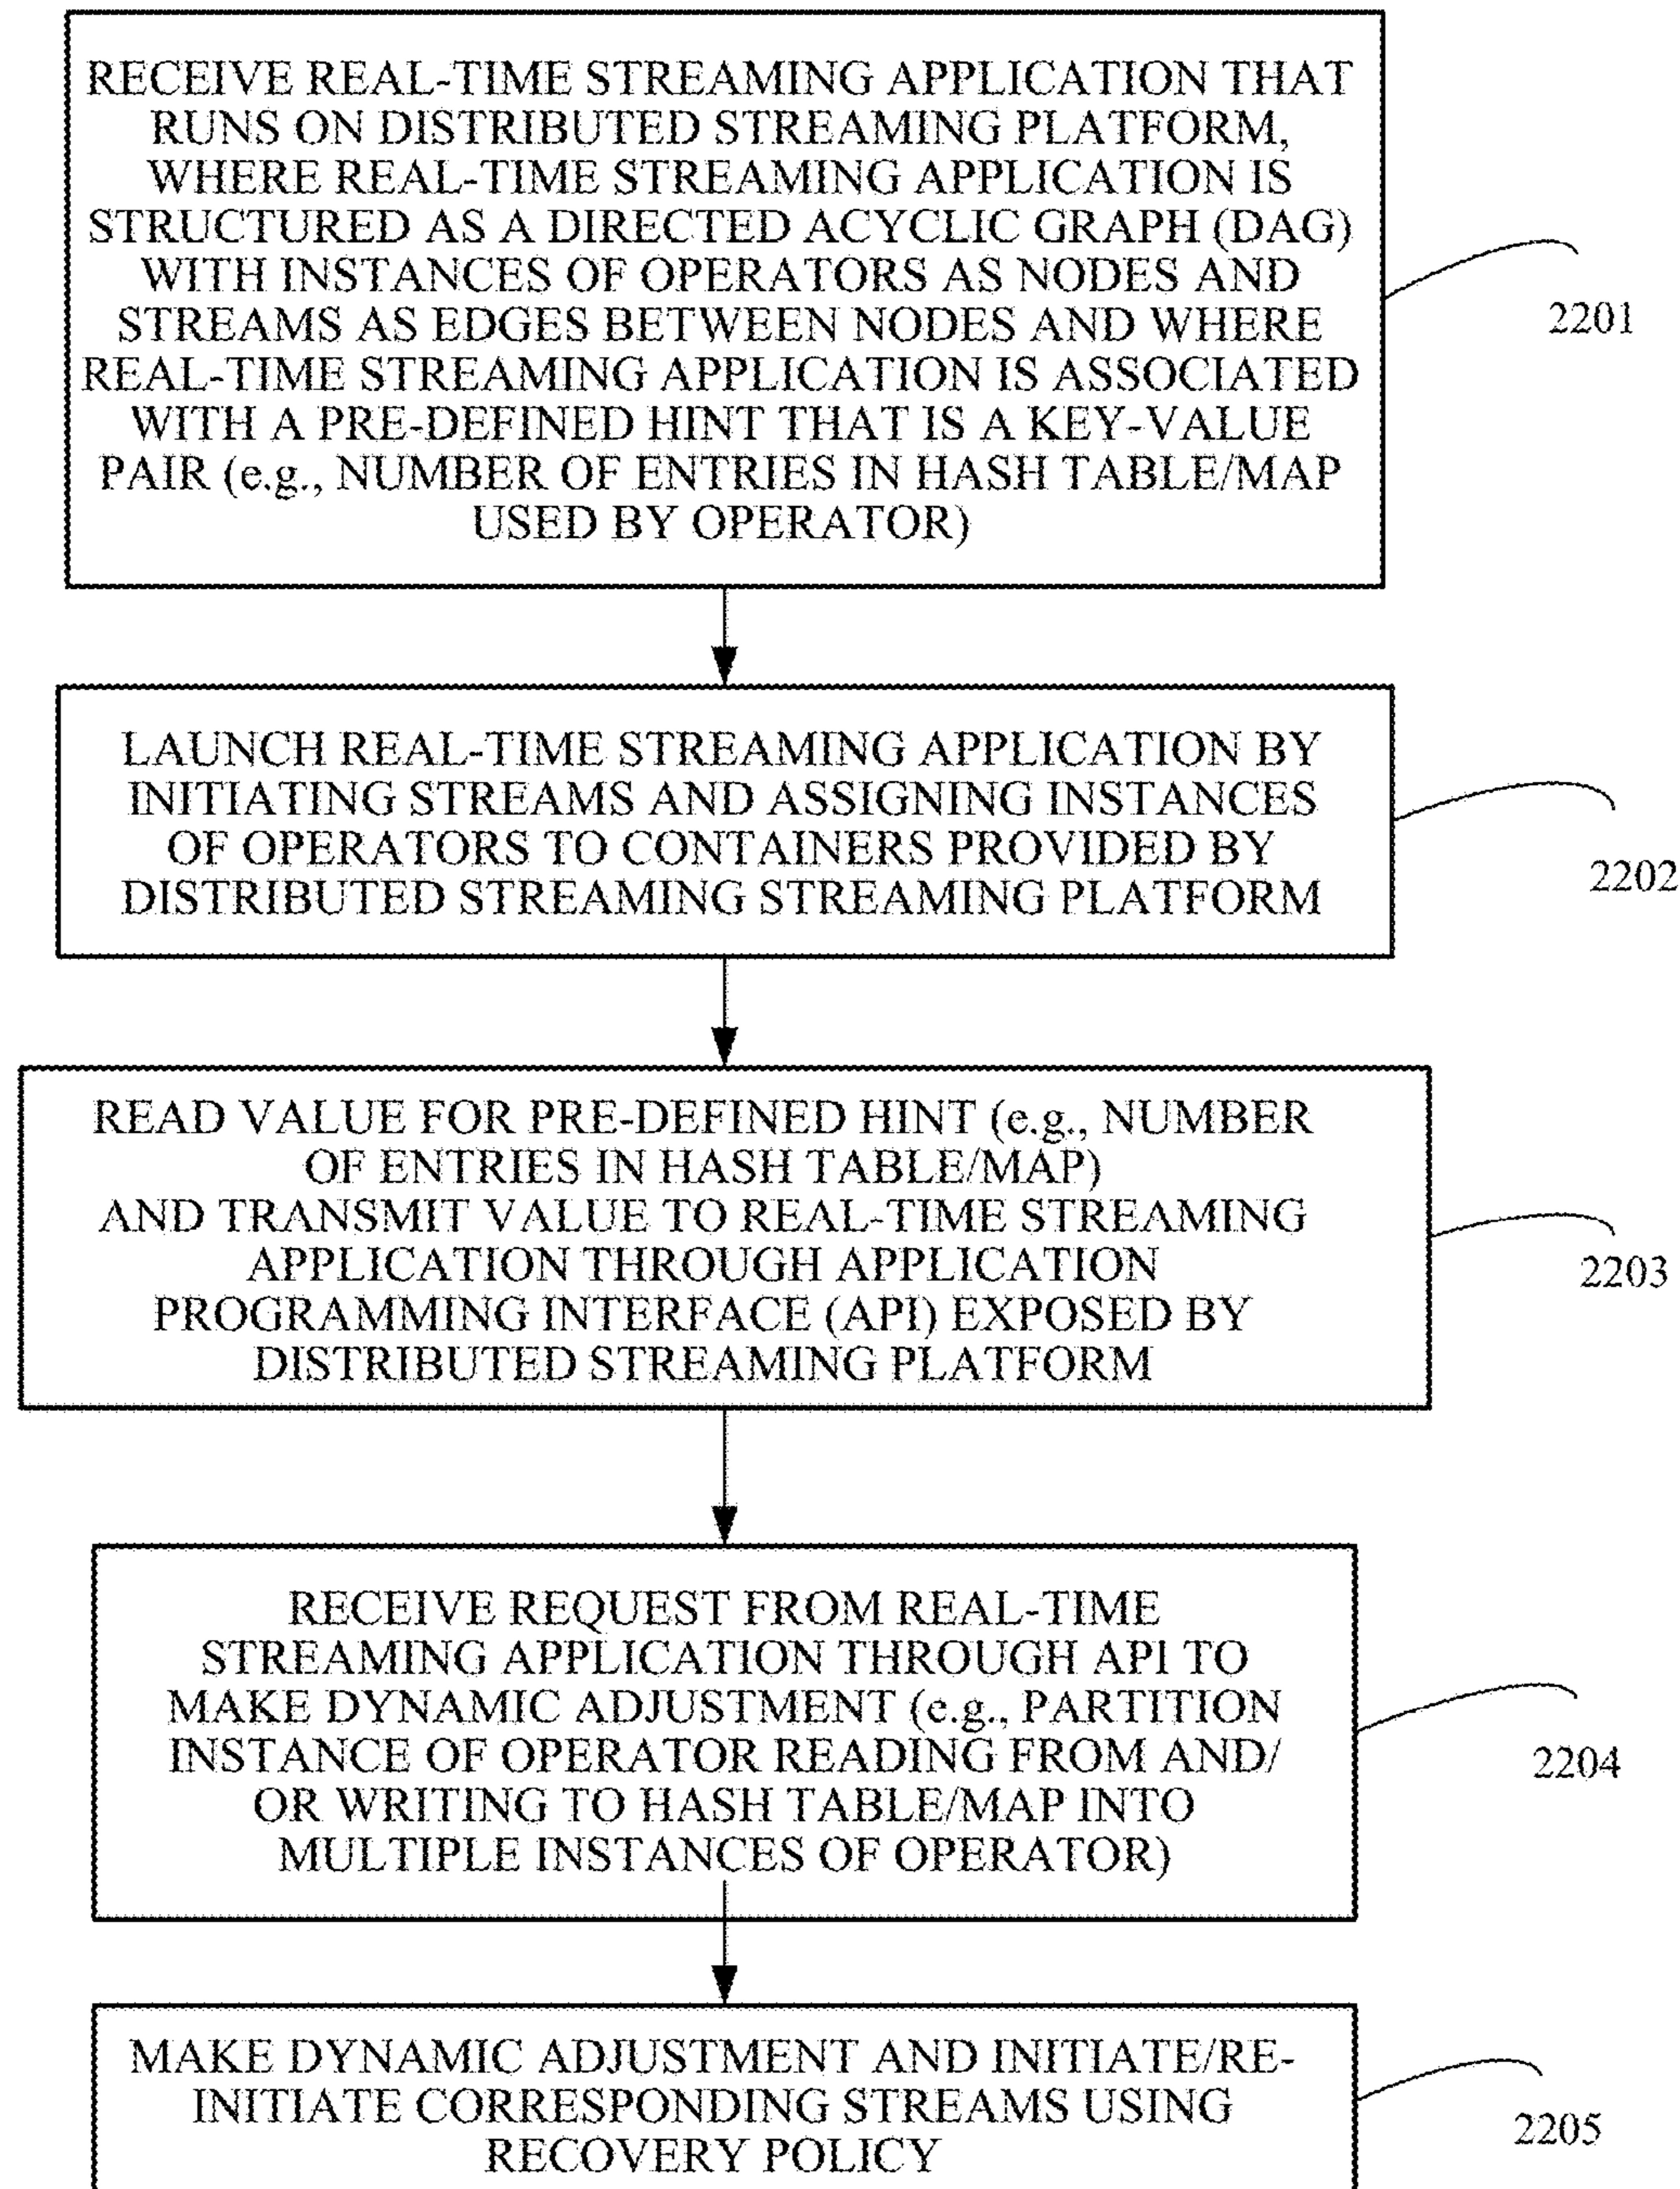 RECEIVE REAL-TIME STREAMING APPLICATION THAT
RUNS ON DISTRIBUTED STREAMING PLATFORM,
WHERE REAL-TIME STREAMING APPLICATION IS
STRUCTURED AS A DIRECTED ACYCLIC GRAPH (DAG)
WITH INSTANCES OF OPERATORS AS NODES AND
STREAMS AS EDGES BETWEEN NODES AND WHERE
REAL-TIME STREAMING APPLICATION IS ASSOCIATED
WITH A PRE-DEFINED HINT THAT IS A KEY-VALUE
PAIR (e.g., NUMBER OF ENTRIES IN HASH TABLE/MAP
USED BY OPERATOR)
2201
LAUNCH REAL-TIME STREAMING APPLICATION BY
INITIATING STREAMS AND ASSIGNING INSTANCES
OF OPERATORS TO CONTAINERS PROVIDED BY
DISTRIBUTED STREAMING STREAMING PLATFORM
2202
READ VALUE FOR PRE-DEFINED HINT (e.g., NUMBER
OF ENTRIES IN HASH TABLE/MAP)
AND TRANSMIT VALUE TO REAL-TIME STREAMING
APPLICATION THROUGH APPLICATION
PROGRAMMING INTERFACE (API) EXPOSED BY
DISTRIBUTED STREAMING PLATFORM
2203
RECEIVE REQUEST FROM REAL-TIME
STREAMING APPLICATION THROUGH API TO
MAKE DYNAMIC ADJUSTMENT (e.g., PARTITION
INSTANCE OF OPERATOR READING FROM AND/
OR WRITING TO HASH TABLE/MAP INTO
MULTIPLE INSTANCES OF OPERATOR)
2204
MAKE DYNAMIC ADJUSTMENT AND INITIATE/RE-
INITIATE CORRESPONDING STREAMS USING
RECOVERY POLICY
2205